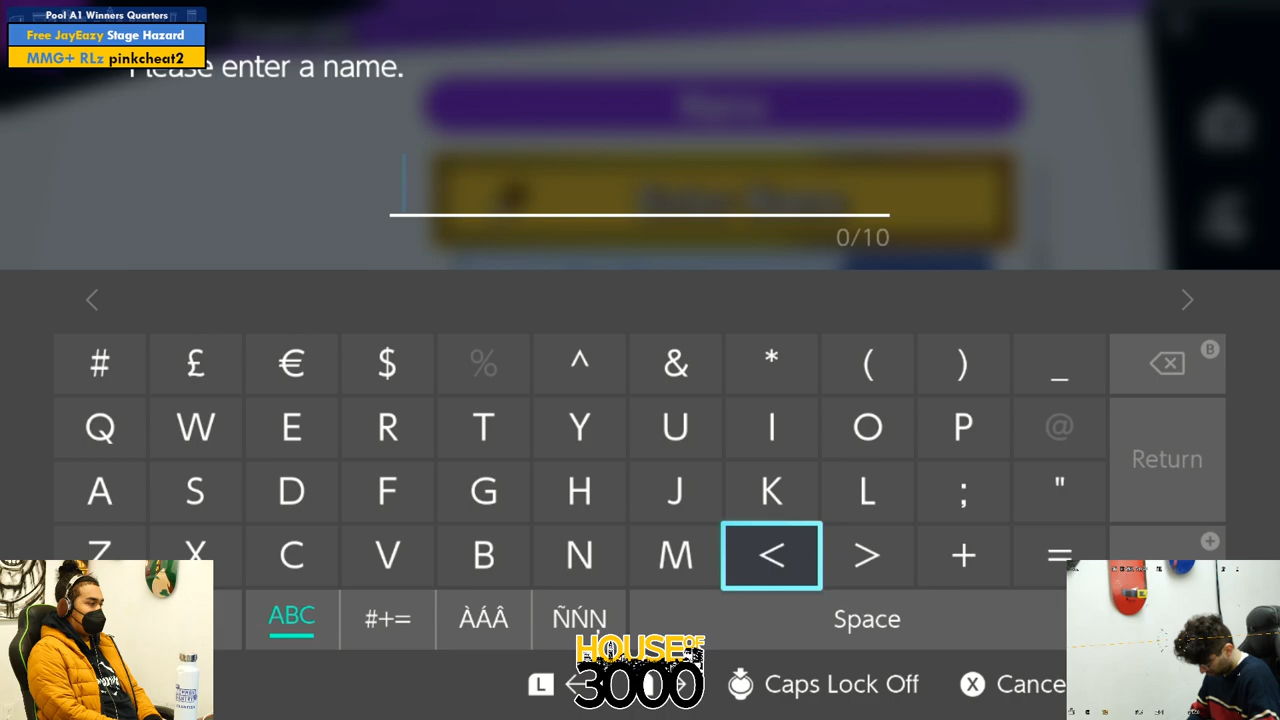 Pool A1 Winners Quarters
Free JayEazy Stage Hazard
MMG+ RLz pinkcheat2
Please enter a name.
0/10
# £ € $ % ^ & * ( ) _ B
Q W E R T Y U I O P @
Return
A S D F G H J K L ; "
Z X C V B N M < > + = +
ABC #+= ÀÁÂ ÑŃŅ Space
HOUSE OF
3000
L Caps Lock Off X Cance